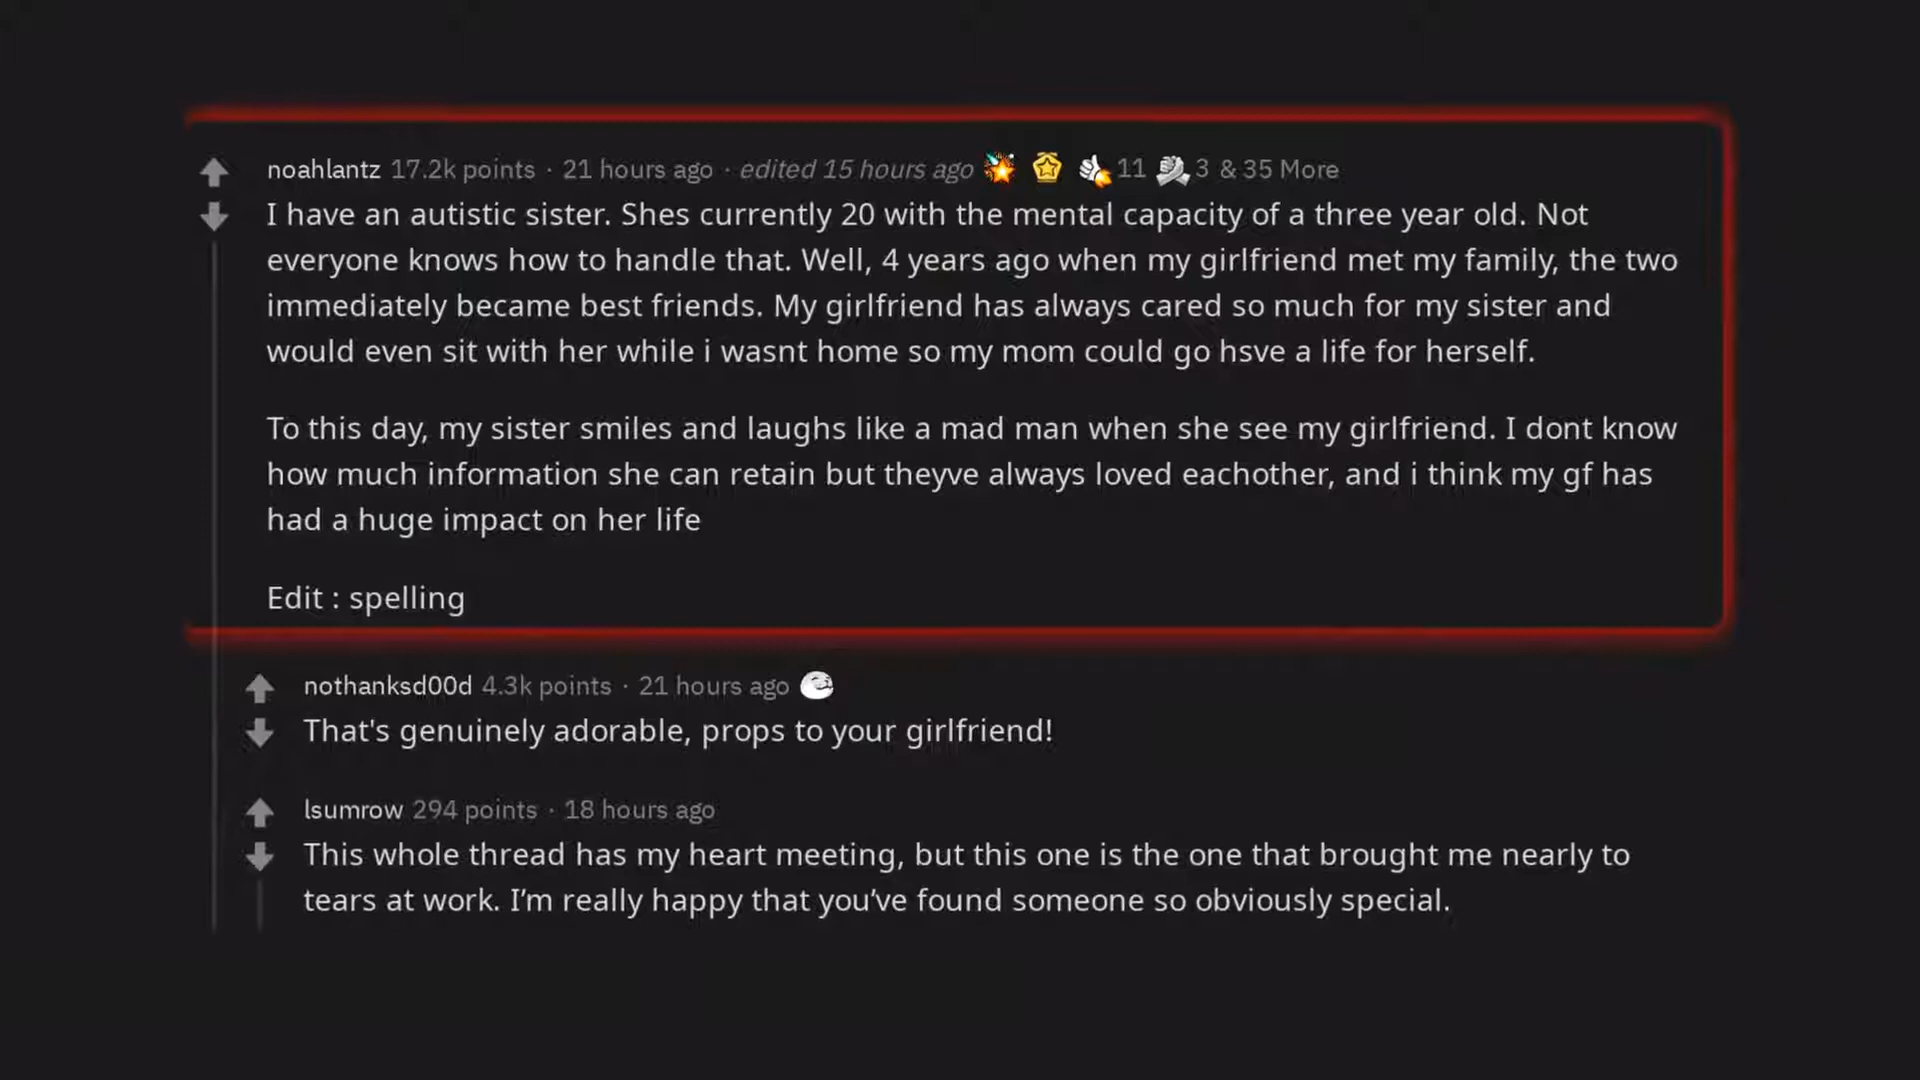 noahlantz 17.2k points · 21 hours ago · edited 15 hours ago 11 3 & 35 More
I have an autistic sister. Shes currently 20 with the mental capacity of a three year old. Not
everyone knows how to handle that. Well, 4 years ago when my girlfriend met my family, the two
immediately became best friends. My girlfriend has always cared so much for my sister and
would even sit with her while i wasnt home so my mom could go hsve a life for herself.
To this day, my sister smiles and laughs like a mad man when she see my girlfriend. I dont know
how much information she can retain but theyve always loved eachother, and i think my gf has
had a huge impact on her life
Edit : spelling
nothanksd00d 4.3k points · 21 hours ago
That's genuinely adorable, props to your girlfriend!
lsumrow 294 points · 18 hours ago
This whole thread has my heart meeting, but this one is the one that brought me nearly to
tears at work. I’m really happy that you’ve found someone so obviously special.